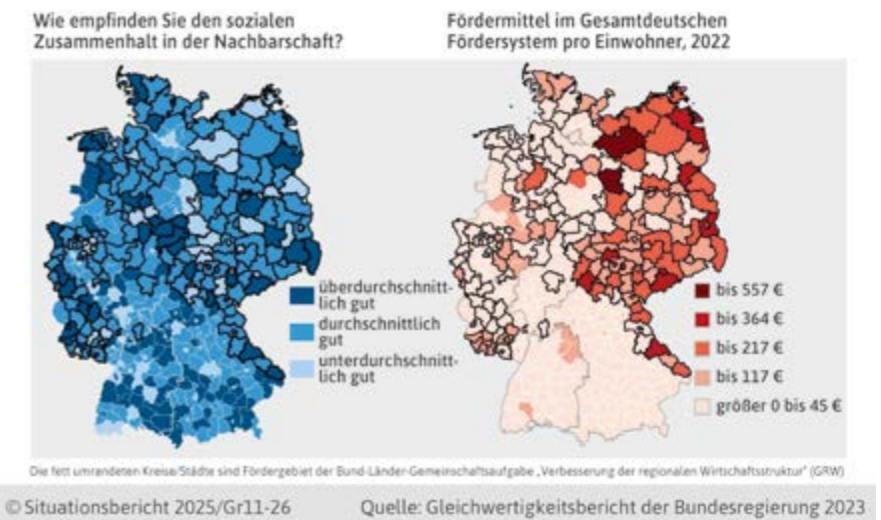 Wie empfinden Sie den sozialen
Zusammenhalt in der Nachbarschaft?
Fördermittel im Gesamtdeutschen
Fördersystem pro Einwohner, 2022
überdurchschnitt-
lich gut
durchschnittlich
gut
unterdurchschnitt-
lich gut
bis 557 €
bis 364 €
bis 217 €
bis 117 €
größer 0 bis 45 €
Die fett umrandeten Kreise/Städte sind Fördergebiet der Bund-Länder-Gemeinschaftsaufgabe „Verbesserung der regionalen Wirtschaftsstruktur" (GRW)
© Situationsbericht 2025/Gr11-26
Quelle: Gleichwertigkeitsbericht der Bundesregierung 2023